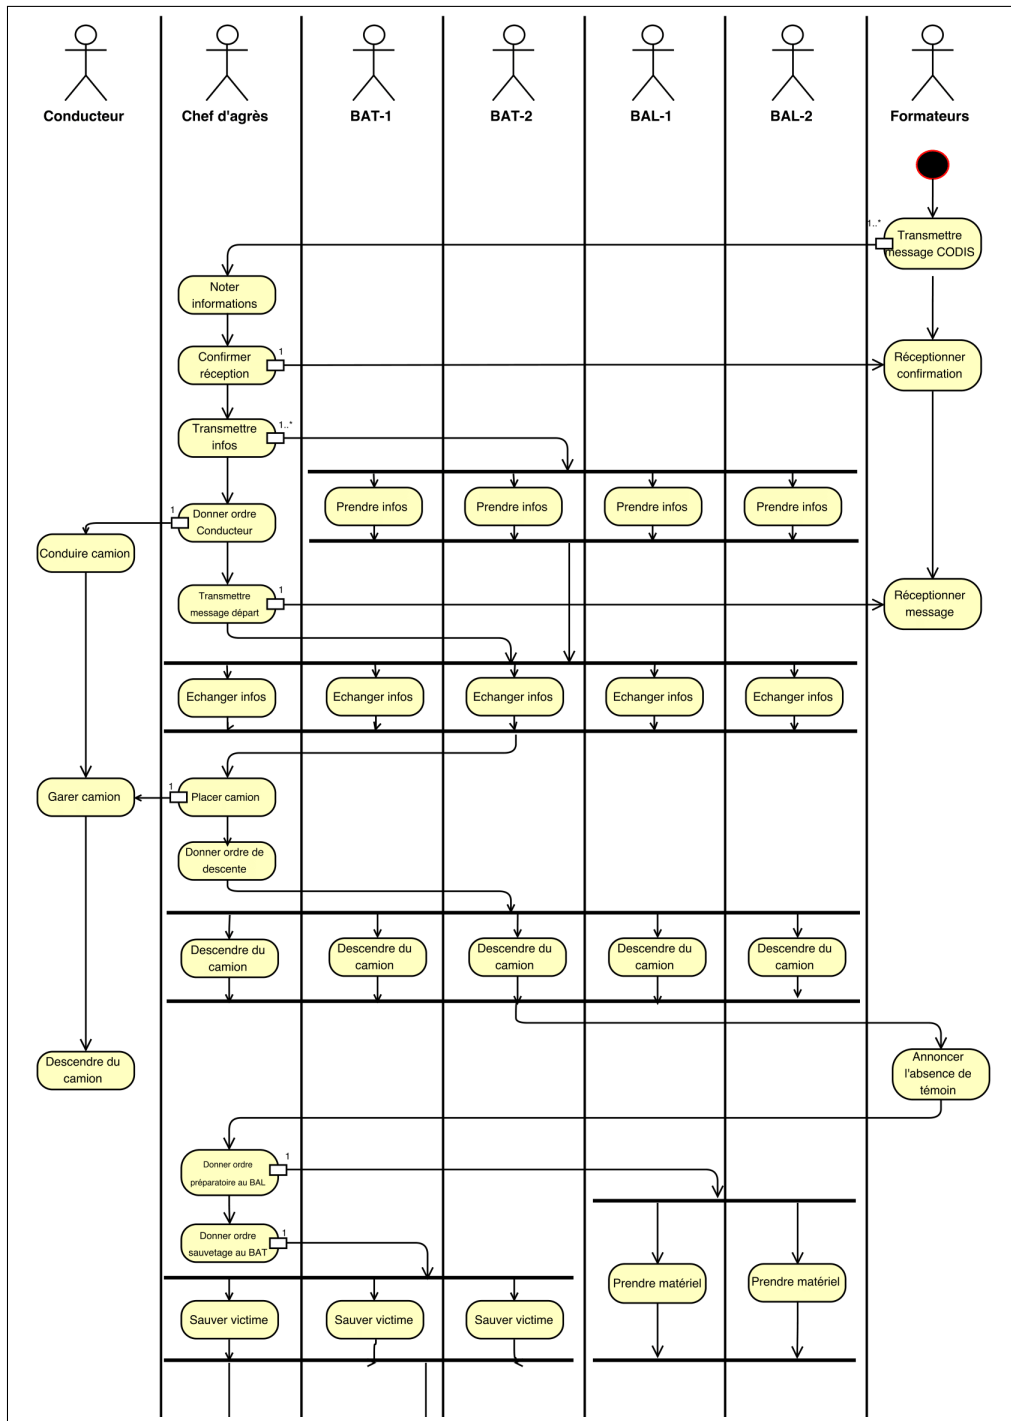 Conducteur
Chef d'agrès
BAT-1
BAT-2
BAL-1
BAL-2
Formateurs
1..*
Transmettre
message CODIS
Noter
informations
Confirmer
réception
1
Réceptionner
confirmation
Transmettre
infos
1..*
Prendre infos
Prendre infos
Prendre infos
Prendre infos
Donner ordre
Conducteur
1
Conduire camion
Transmettre
message départ
1
Réceptionner
message
Echanger infos
Echanger infos
Echanger infos
Echanger infos
Echanger infos
Garer camion
1
Placer camion
Donner ordre de
descente
Descendre du
camion
Descendre du
camion
Descendre du
camion
Descendre du
camion
Descendre du
camion
Descendre du
camion
Annoncer
l'absence de
témoin
Donner ordre
préparatoire au BAL
1
Donner ordre
sauvetage au BAT
1
Prendre matériel
Prendre matériel
Sauver victime
Sauver victime
Sauver victime